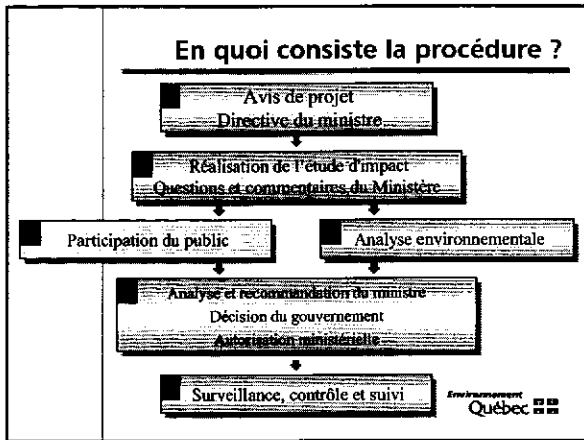 En quoi consiste la procédure ?
Avis de projet
Directive du ministre
Réalisation de l'étude d'impact
Questions et commentaires du Ministère
Participation du public
Analyse environnementale
Analyse et recommandation du ministre
Décision du gouvernement
Autorisation ministérielle
Surveillance, contrôle et suivi
Environnement
Québec